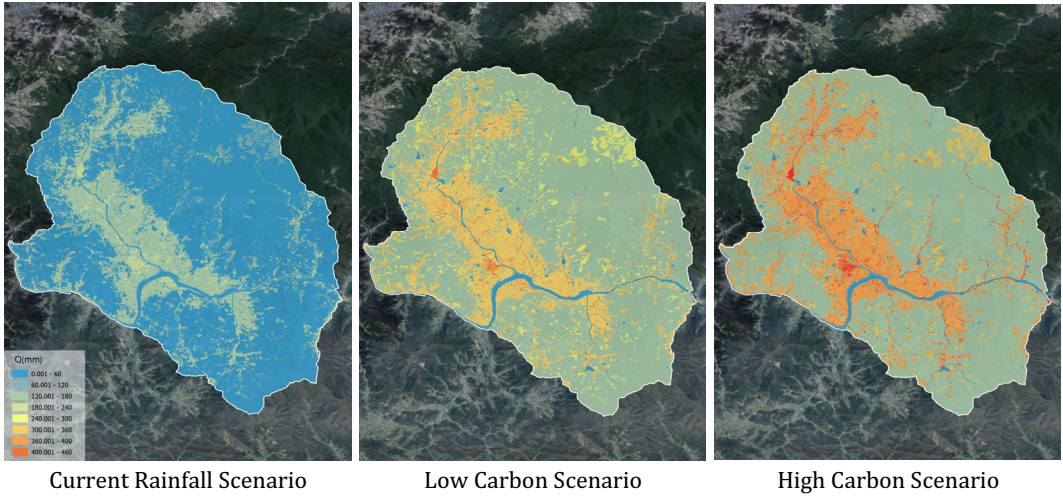 Q(mm)
0.001 - 60
60.001 - 120
120.001 - 180
180.001 - 240
240.001 - 300
300.001 - 360
360.001 - 400
400.001 - 460
Current Rainfall Scenario
Low Carbon Scenario
High Carbon Scenario